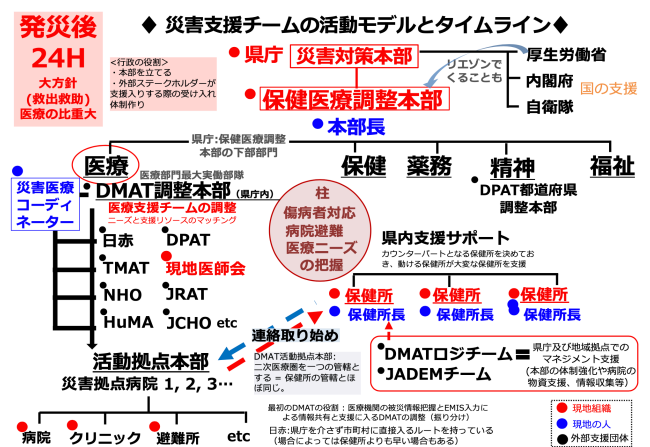 発災後
24H
大方針
(救出救助)
医療の比重大
◆ 災害支援チームの活動モデルとタイムライン◆
<行政の役割>
・本部を立てる
・外部ステークホルダーが
支援入りする際の受け入れ
体制作り
県庁 災害対策本部
保健医療調整本部
本部長
リエゾンで
くることも
厚生労働省
内閣府
自衛隊
国の支援
県庁:保健医療調整
本部の下部部門
医療
保健
薬務
精神
福祉
医療部門最大実働部隊
DMAT調整本部 (県庁内)
災害医療
コーディ
ネーター
DPAT都道府県
調整本部
医療支援チームの調整
ニーズと支援リソースのマッチング
日赤
DPAT
TMAT
現地医師会
NHO
JRAT
HuMA
JCHO etc
柱
傷病者対応
病院避難
医療ニーズ
の把握
県内支援サポート
カウンターパートとなる保健所を決めてお
き、動ける保健所が大変な保健所を支援
保健所
保健所長
保健所
保健所長
保健所
保健所長
連絡取り始め
活動拠点本部
災害拠点病院 1, 2, 3…
DMAT活動拠点本部:
二次医療圏を一つの管轄と
する = 保健所の管轄とほ
ぼ同じ。
DMATロジチーム
JADEMチーム
=
県庁及び地域拠点での
マネジメント支援
(本部の体制強化や病院の
物資支援、情報収集等)
最初のDMATの役割：医療機関の被災情報把握とEMIS入力に
よる情報共有と支援に入るDMATの調整（振り分け）
日赤:県庁を介さず市町村に直接入るルートを持っている
（場合によっては保健所よりも早い場合もある）
病院
クリニック
避難所
etc
現地組織
現地の人
外部支援団体